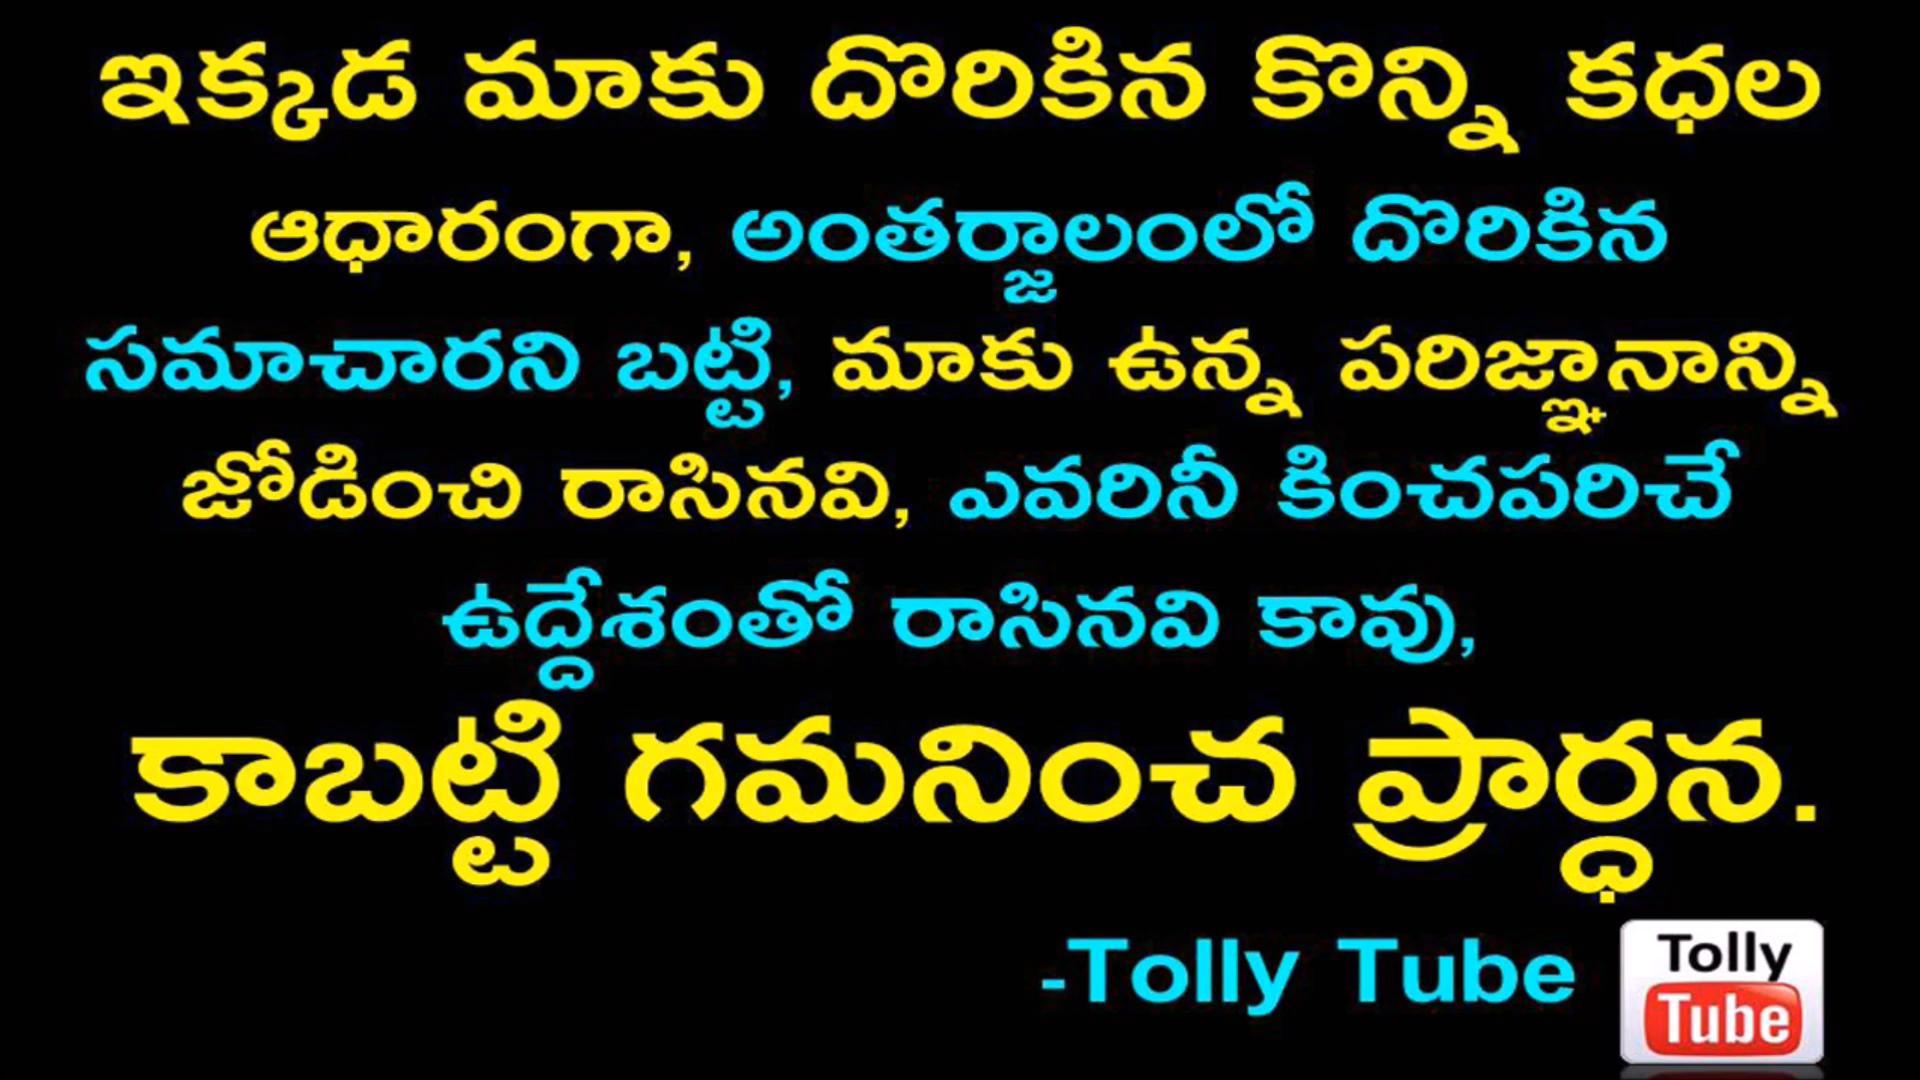 ఇక్కడ మాకు దొరికిన కొన్ని కధల
ఆధారంగా, అంతర్జాలంలో దొరికిన
సమాచారని బట్టి, మాకు ఉన్న పరిజ్ఞానాన్ని
జోడించి రాసినవి, ఎవరినీ కించపరిచే
ఉద్దేశంతో రాసినవి కావు,
కాబట్టి గమనించ ప్రార్ధన.
-Tolly Tube
Tolly
Tube